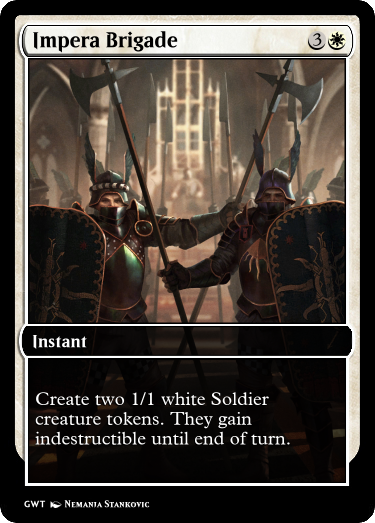 Impera Brigade 3
Instant
Create two 1/1 white Soldier
creature tokens. They gain
indestructible until end of turn.
GWT Nemania Stankovic